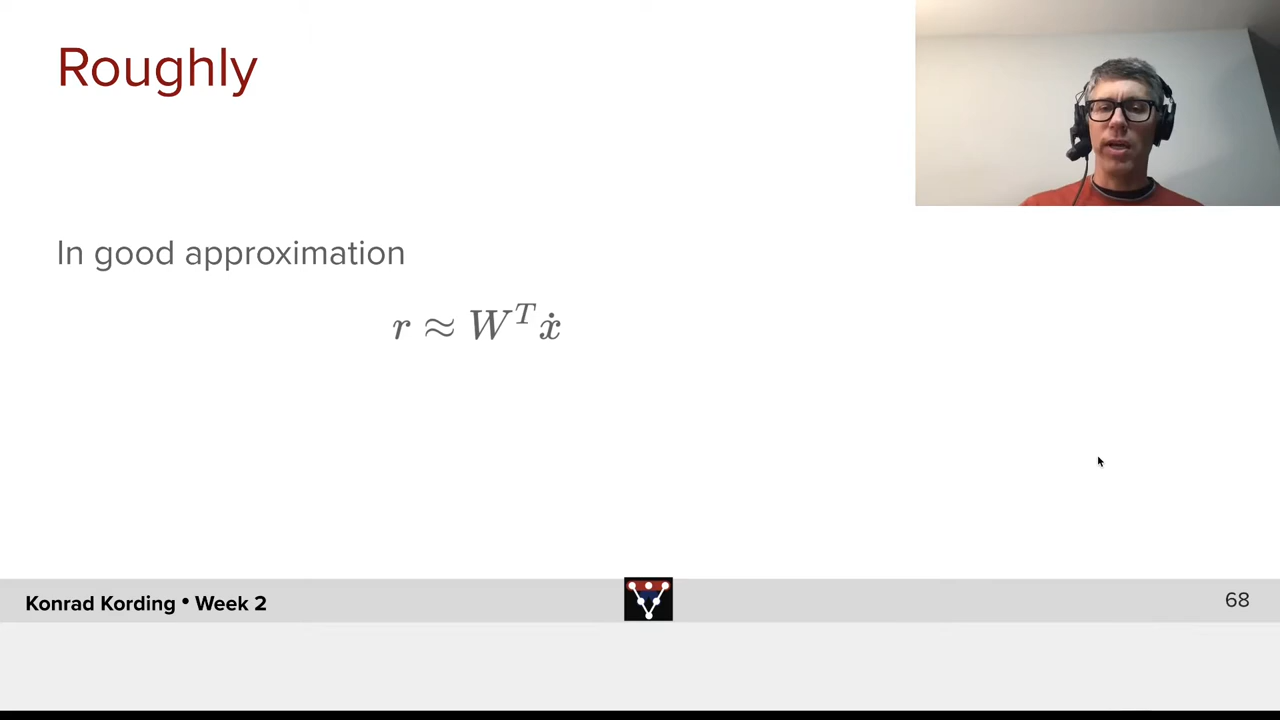 Roughly
In good approximation
r ≈ Wᵀẋ
Konrad Kording • Week 2
68